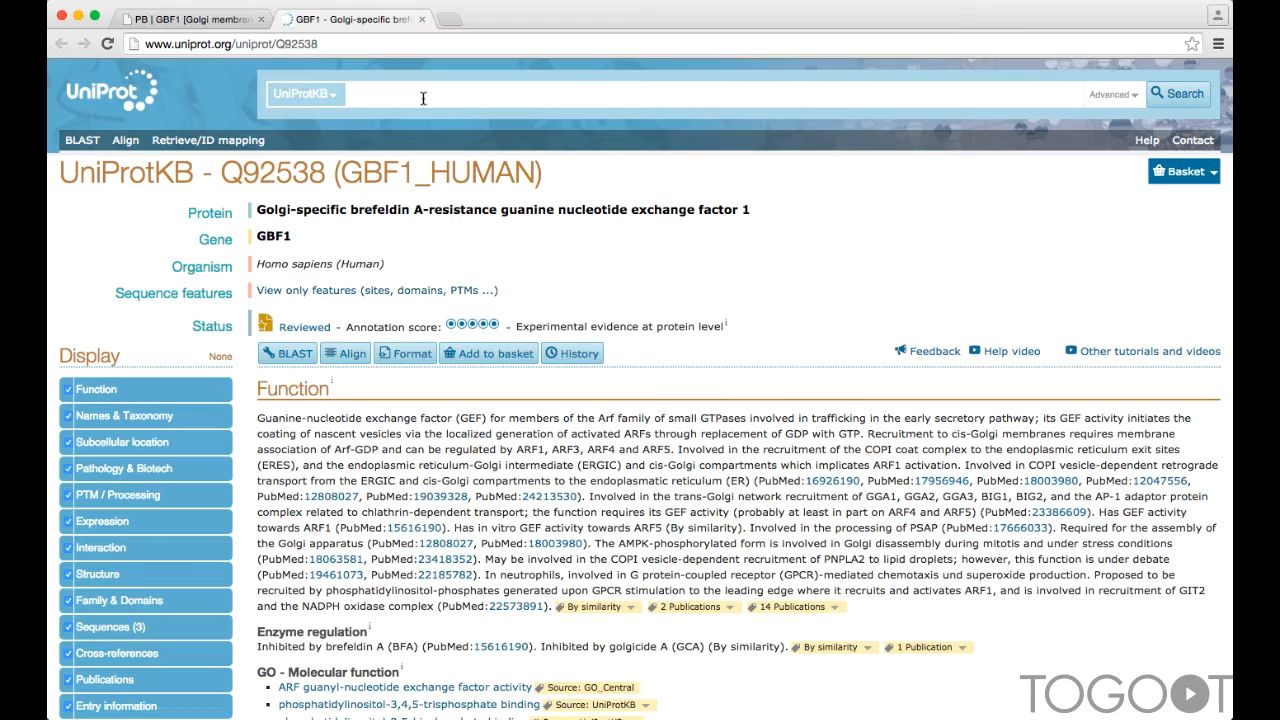 PB | GBF1 [Golgi membran
GBF1 - Golgi-specific bref
www.uniprot.org/uniprot/Q92538
UniProt
UniProtKB
Advanced
Search
BLAST Align Retrieve/ID mapping
Help Contact
UniProtKB - Q92538 (GBF1_HUMAN)
Basket
Protein Golgi-specific brefeldin A-resistance guanine nucleotide exchange factor 1
Gene GBF1
Organism Homo sapiens (Human)
Sequence features View only features (sites, domains, PTMs ...)
Status Reviewed - Annotation score: - Experimental evidence at protein level i
Display None
BLAST Align Format Add to basket History
Feedback Help video Other tutorials and videos
Function
Names & Taxonomy
Subcellular location
Pathology & Biotech
PTM / Processing
Expression
Interaction
Structure
Family & Domains
Sequences (3)
Cross-references
Publications
Entry information
Function i
Guanine-nucleotide exchange factor (GEF) for members of the Arf family of small GTPases involved in trafficking in the early secretory pathway; its GEF activity initiates the
coating of nascent vesicles via the localized generation of activated ARFs through replacement of GDP with GTP. Recruitment to cis-Golgi membranes requires membrane
association of Arf-GDP and can be regulated by ARF1, ARF3, ARF4 and ARF5. Involved in the recruitment of the COPI coat complex to the endoplasmic reticulum exit sites
(ERES), and the endoplasmic reticulum-Golgi intermediate (ERGIC) and cis-Golgi compartments which implicates ARF1 activation. Involved in COPI vesicle-dependent retrograde
transport from the ERGIC and cis-Golgi compartments to the endoplasmatic reticulum (ER) (PubMed:16926190, PubMed:17956946, PubMed:18003980, PubMed:12047556,
PubMed:12808027, PubMed:19039328, PubMed:24213530). Involved in the trans-Golgi network recruitment of GGA1, GGA2, GGA3, BIG1, BIG2, and the AP-1 adaptor protein
complex related to chlathrin-dependent transport; the function requires its GEF activity (probably at least in part on ARF4 and ARF5) (PubMed:23386609). Has GEF activity
towards ARF1 (PubMed:15616190). Has in vitro GEF activity towards ARF5 (By similarity). Involved in the processing of PSAP (PubMed:17666033). Required for the assembly of
the Golgi apparatus (PubMed:12808027, PubMed:18003980). The AMPK-phosphorylated form is involved in Golgi disassembly during mitotis and under stress conditions
(PubMed:18063581, PubMed:23418352). May be involved in the COPI vesicle-dependent recruitment of PNPLA2 to lipid droplets; however, this function is under debate
(PubMed:19461073, PubMed:22185782). In neutrophils, involved in G protein-coupled receptor (GPCR)-mediated chemotaxis und superoxide production. Proposed to be
recruited by phosphatidylinositol-phosphates generated upon GPCR stimulation to the leading edge where it recruits and activates ARF1, and is involved in recruitment of GIT2
and the NADPH oxidase complex (PubMed:22573891). By similarity 2 Publications 14 Publications
Enzyme regulation i
Inhibited by brefeldin A (BFA) (PubMed:15616190). Inhibited by golgicide A (GCA) (By similarity). By similarity 1 Publication
GO - Molecular function i
ARF guanyl-nucleotide exchange factor activity Source: GO_Central
phosphatidylinositol-3,4,5-trisphosphate binding Source: UniProtKB
TOGOOT